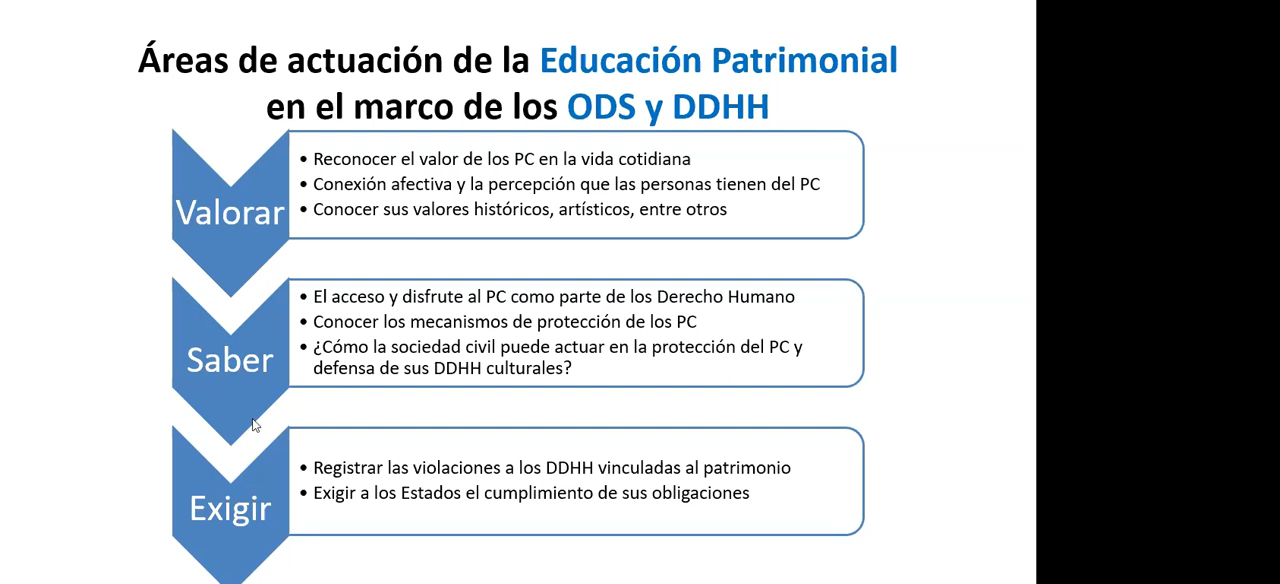 Áreas de actuación de la Educación Patrimonial
en el marco de los ODS y DDHH
Valorar
• Reconocer el valor de los PC en la vida cotidiana
• Conexión afectiva y la percepción que las personas tienen del PC
• Conocer sus valores históricos, artísticos, entre otros
Saber
• El acceso y disfrute al PC como parte de los Derecho Humano
• Conocer los mecanismos de protección de los PC
• ¿Cómo la sociedad civil puede actuar en la protección del PC y
defensa de sus DDHH culturales?
Exigir
• Registrar las violaciones a los DDHH vinculadas al patrimonio
• Exigir a los Estados el cumplimiento de sus obligaciones